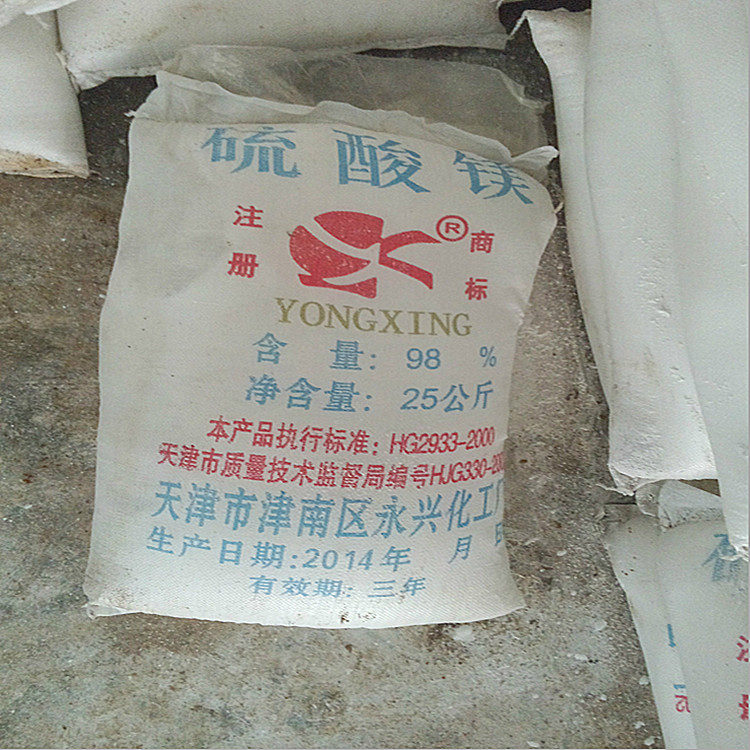 硫酸镁
注册 商标
®
YONGXING
含 量: 98 %
净含量: 25公斤
本产品执行标准: HG2933-2000
天津市质量技术监督局编号HJG330-200
天津市津南区永兴化工厂
生产日期:2014年 月 日
有效期: 三年